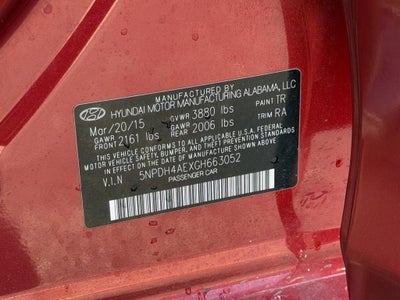 MANUFACTURED BY
HYUNDAI MOTOR MANUFACTURING ALABAMA, LLC
Mar/20/15 GVWR 3880 lbs PAINT TR
GAWR FRONT 2161 lbs GAWR REAR 2006 lbs TRIM RA
THIS VEHICLE CONFORMS TO ALL APPLICABLE U.S.A. FEDERAL
MOTOR VEHICLE SAFETY, BUMPER, AND THEFT PREVENTION STANDARDS
IN EFFECT ON THE DATE OF MANUFACTURE SHOWN ABOVE.
V.I.N 5NPDH4AEXGH663052
PASSENGER CAR